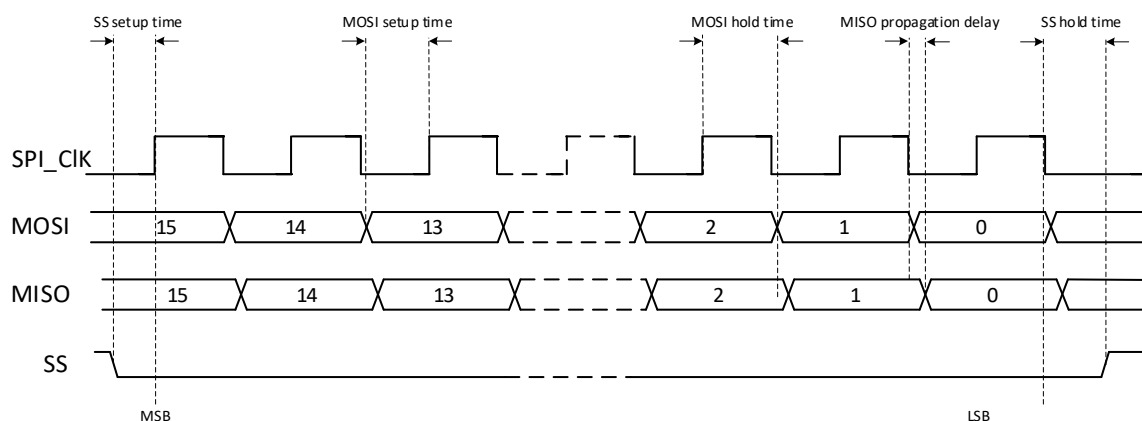 SS setup time MOSI setup time MOSI hold time MISO propagation delay SS hold time
SPI_ClK
MOSI 15 14 13 2 1 0
MISO 15 14 13 2 1 0
SS
MSB LSB